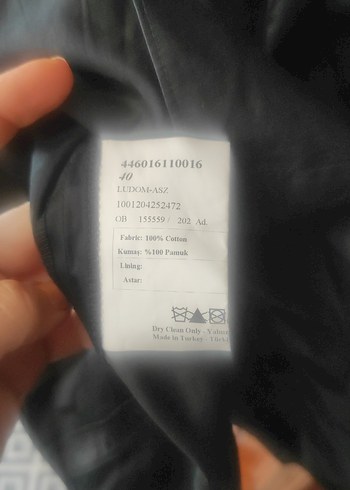 446016110016
40
LUDOM-ASZ
1001204252472
OB 155559 / 202 Ad.
Fabric: 100% Cotton
Kumaş: %100 Pamuk
Lining:
Astar:
Dry Clean Only -
Made in Turkey -